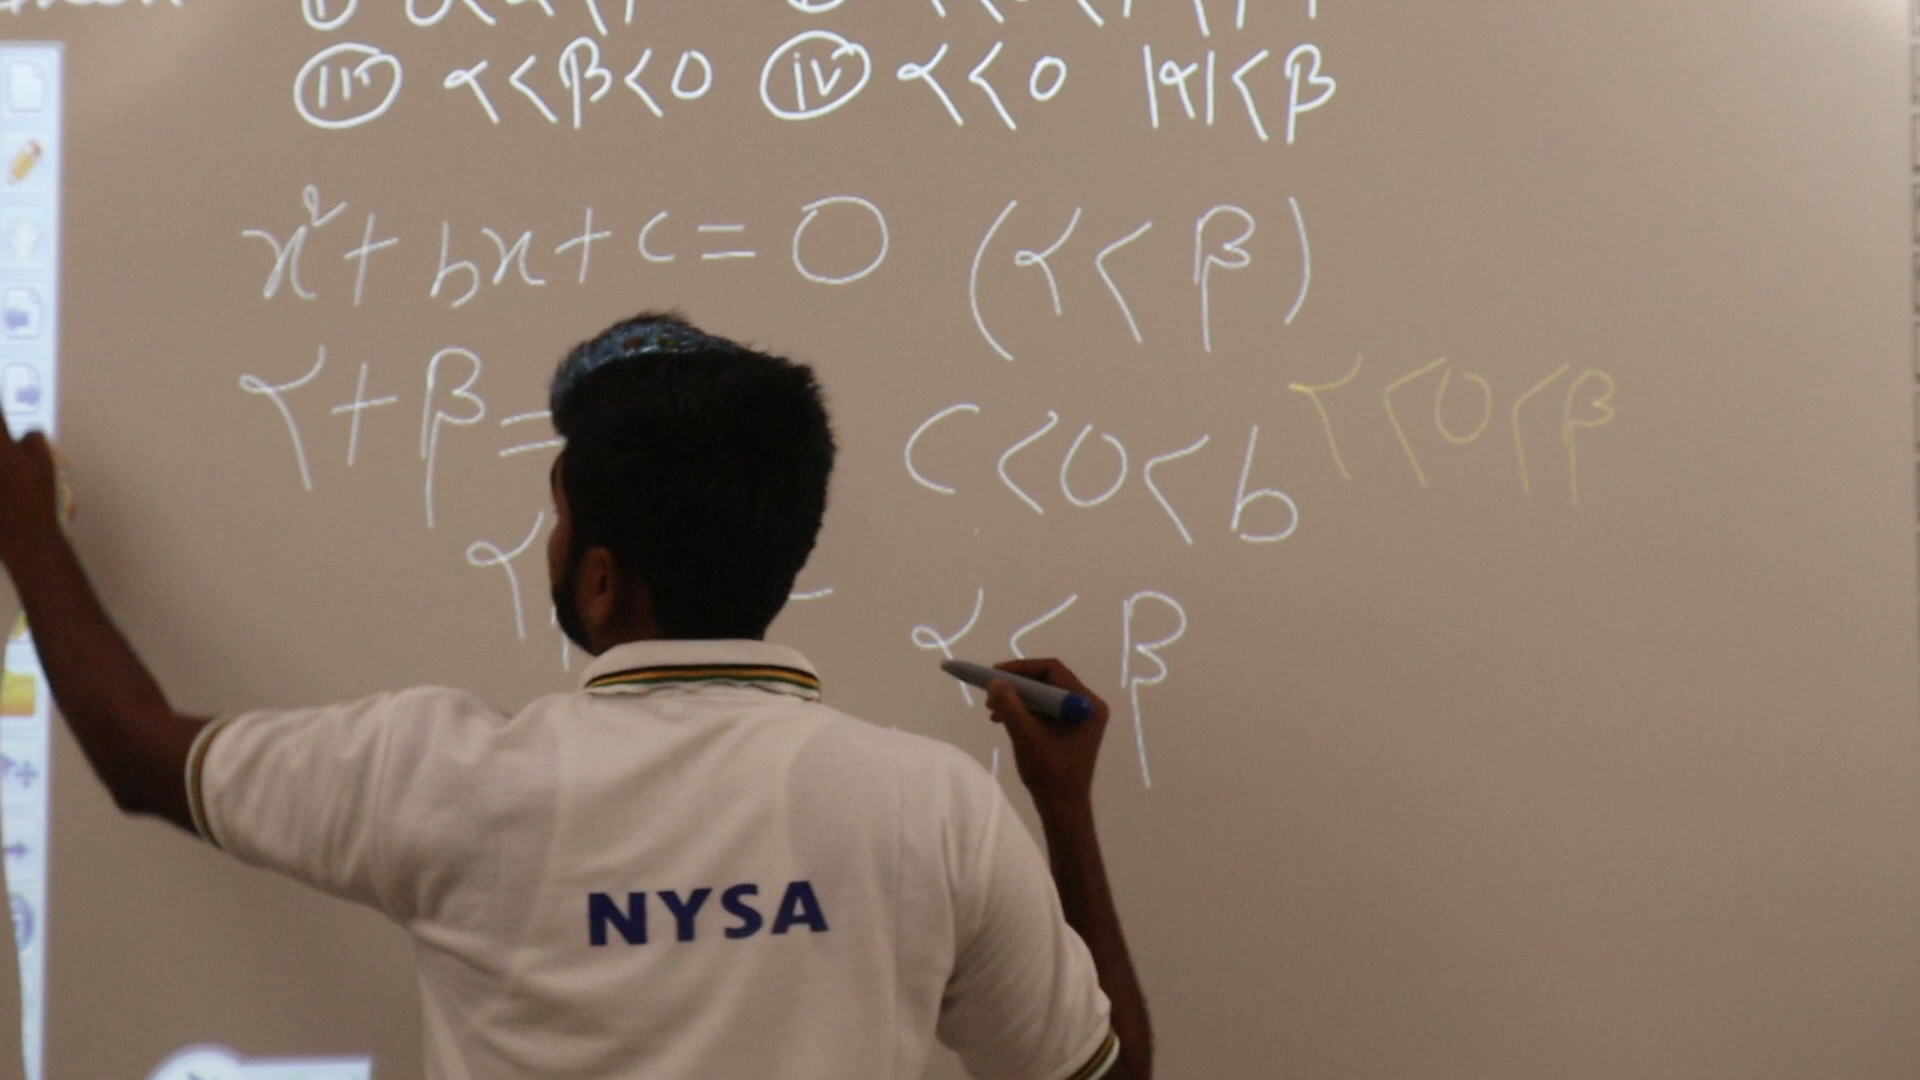 (iii) α<β<0 (iv) α<0 |α|<β
x²+bx+c=0 (α<β)
α+β=
c<0<b α<0<β
α
α<β
NYSA